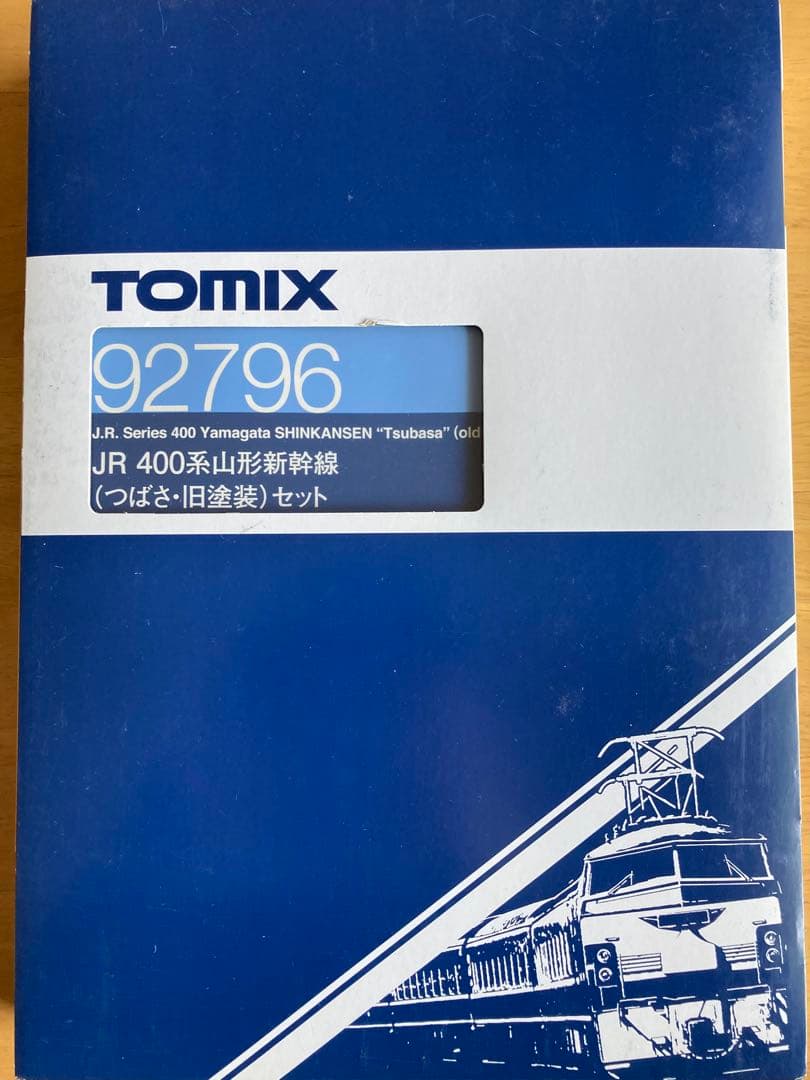 TOMIX
92796
J.R. Series 400 Yamagata SHINKANSEN “Tsubasa” (old
JR 400系山形新幹線
(つばさ・旧塗装)セット